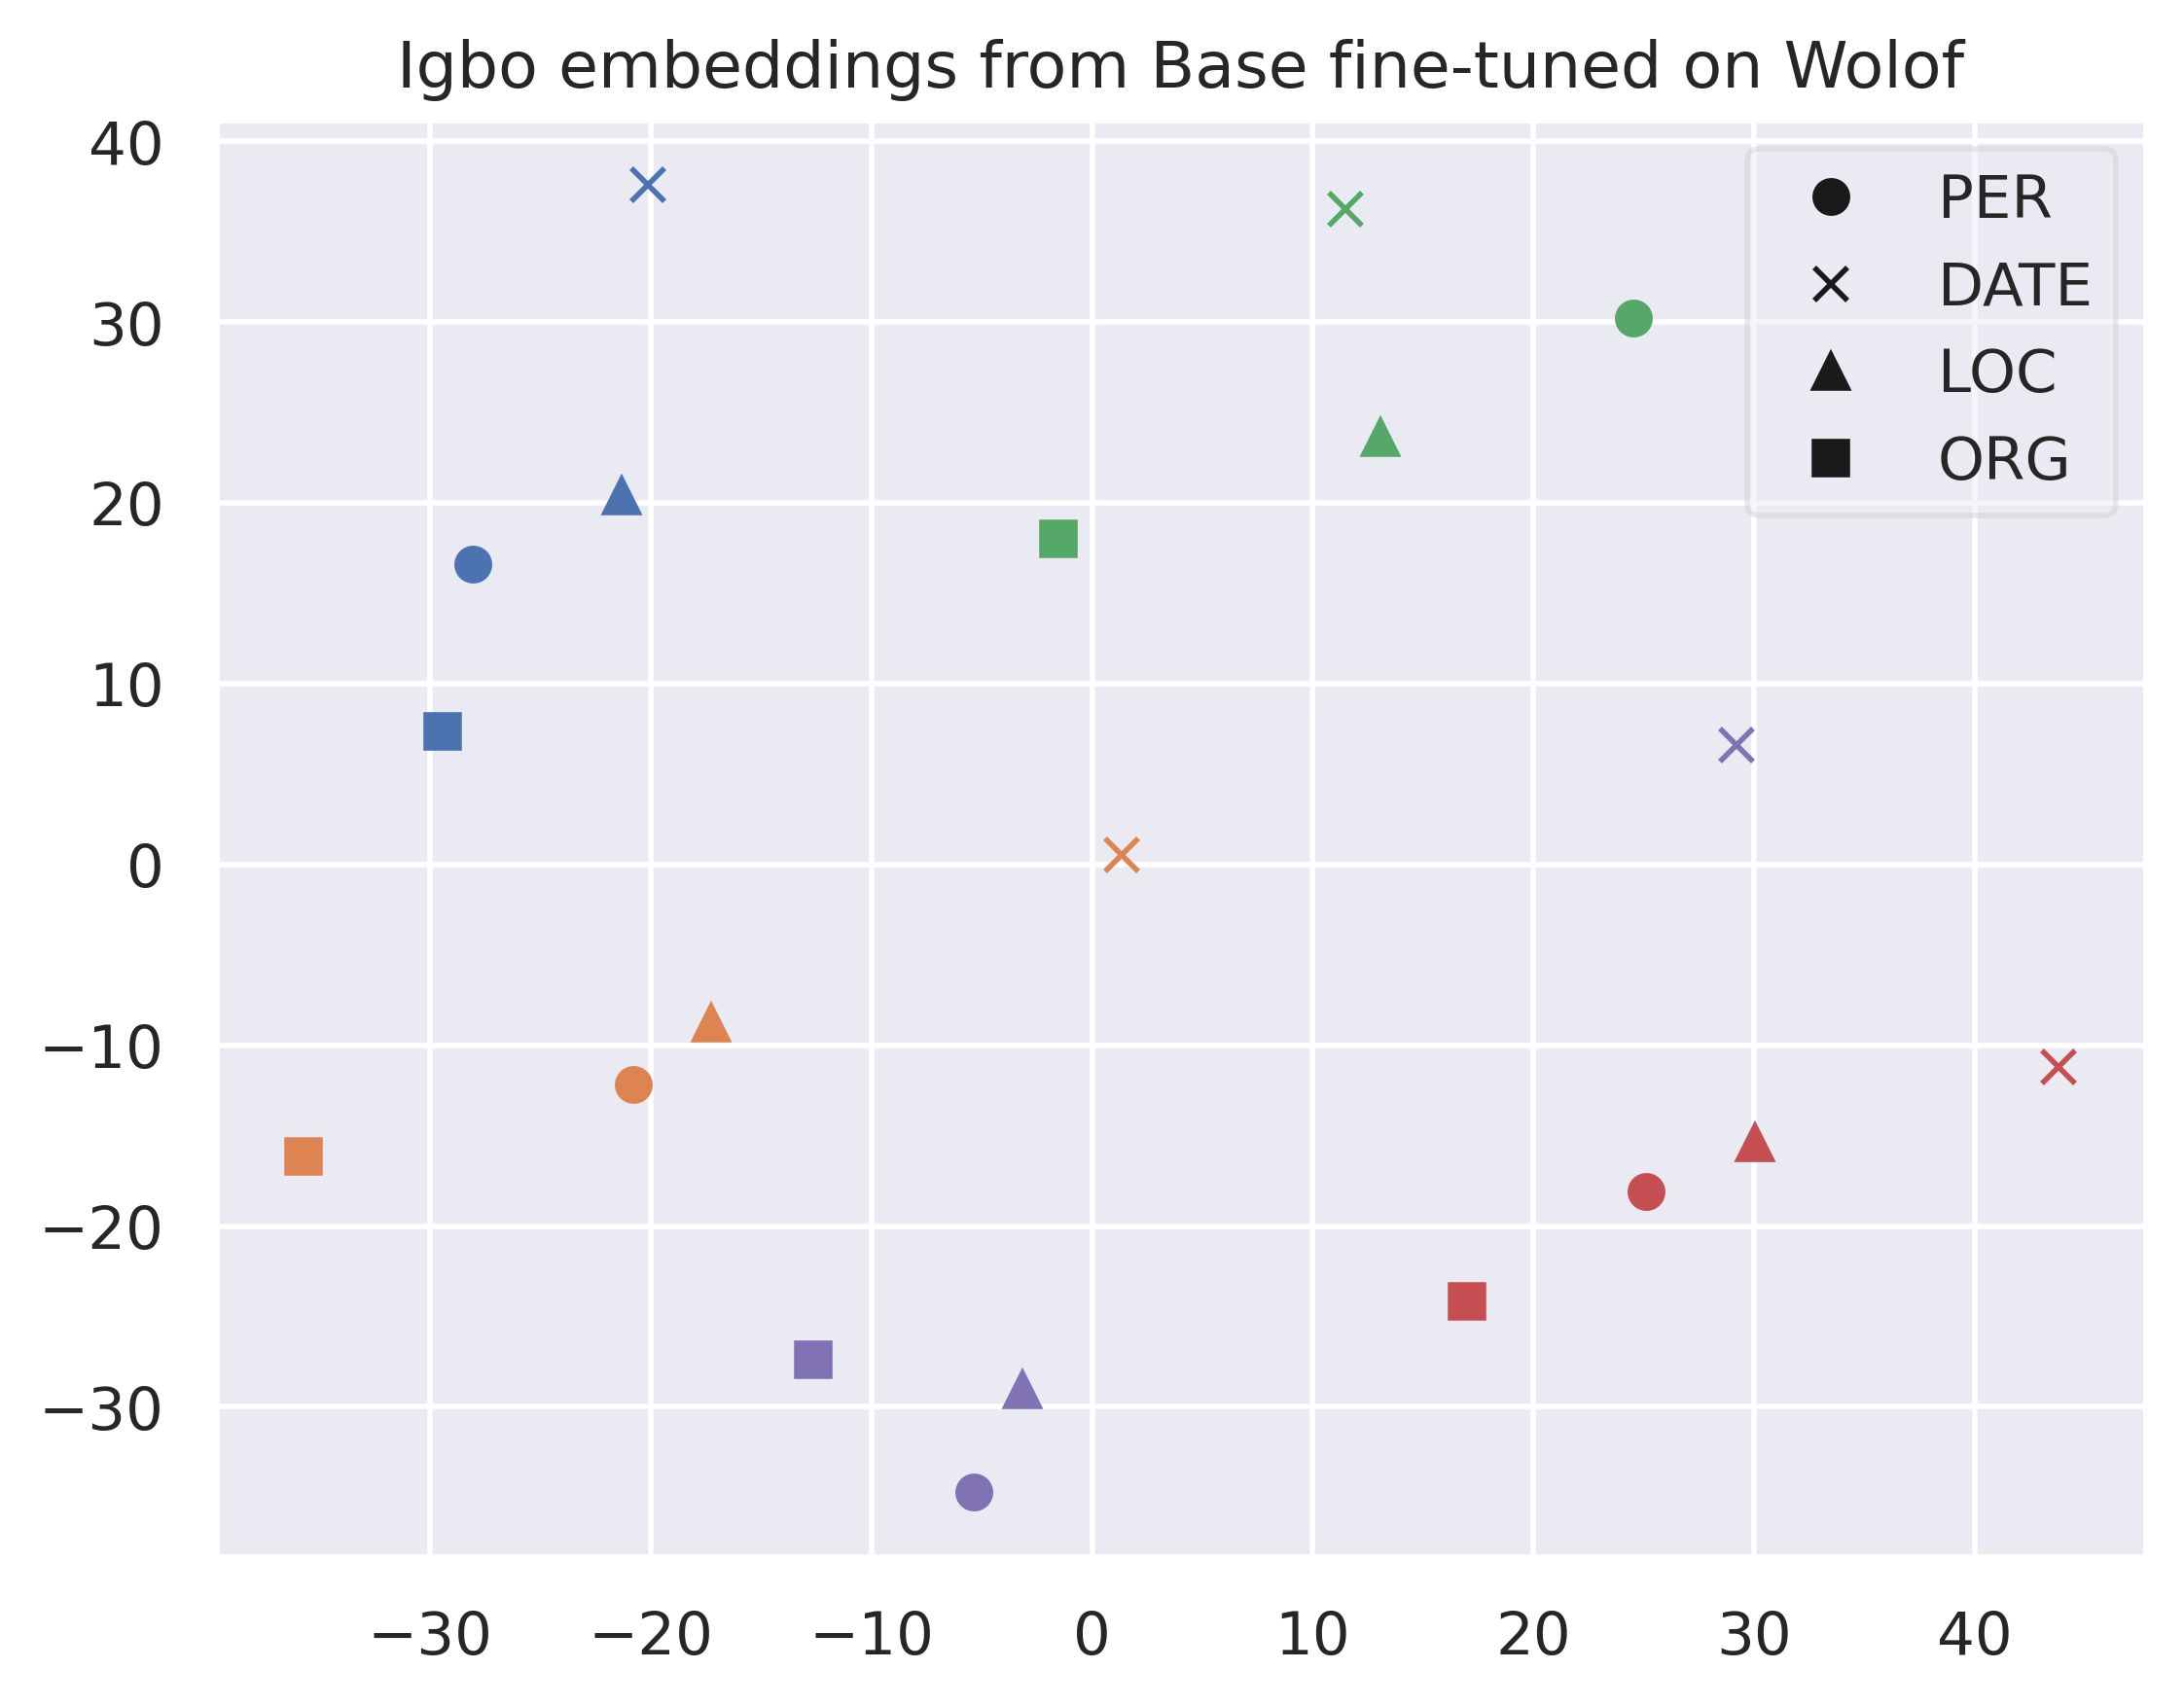 Igbo embeddings from Base fine-tuned on Wolof
40
30
20
10
0
−10
−20
−30
PER
DATE
LOC
ORG
−30 −20 −10 0 10 20 30 40